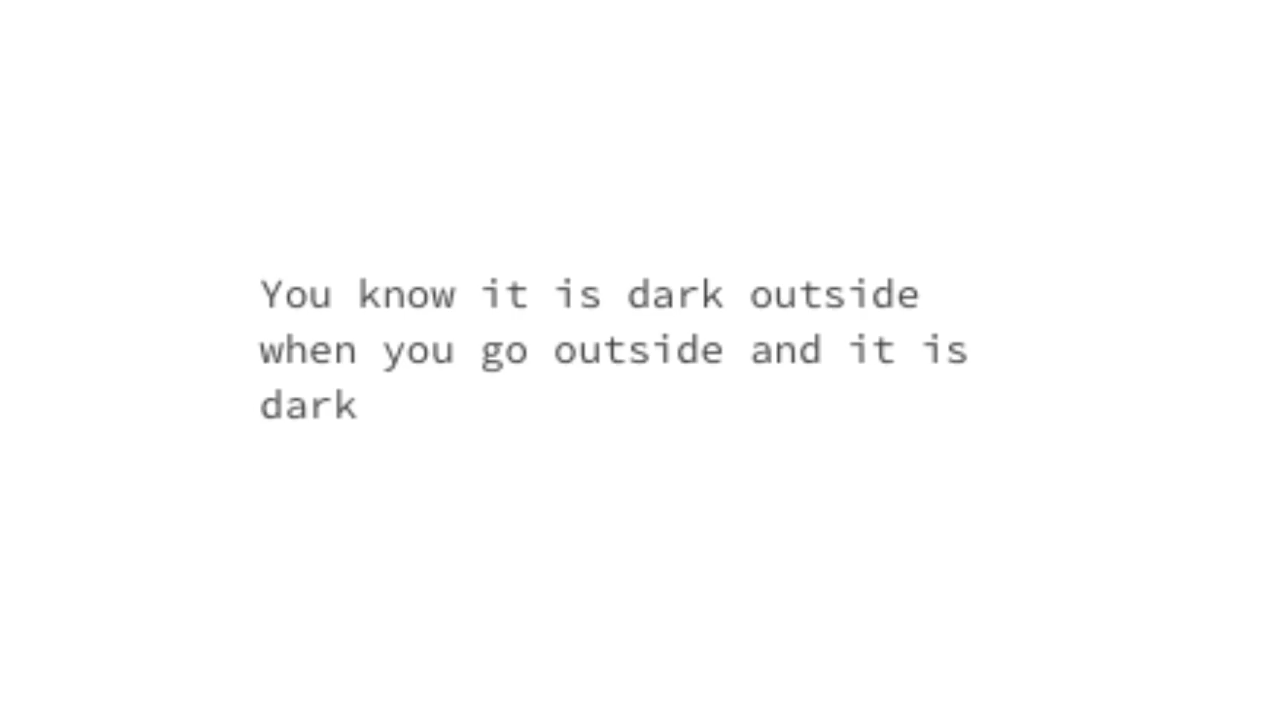 You know it is dark outside
when you go outside and it is
dark